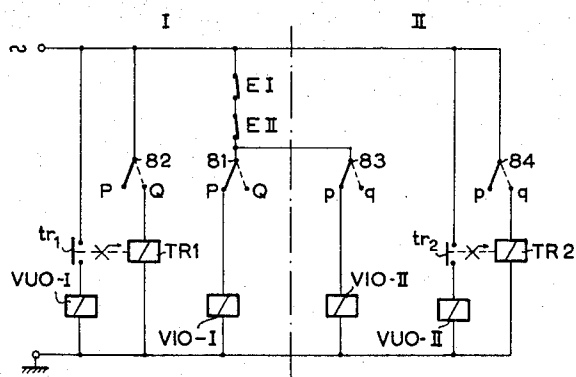 I II
~
E I
E II
82 81 83 84
P Q P Q p q p q
tr1 TR1 tr2 TR2
VUO-I VIO-II
VIO-I VUO-II